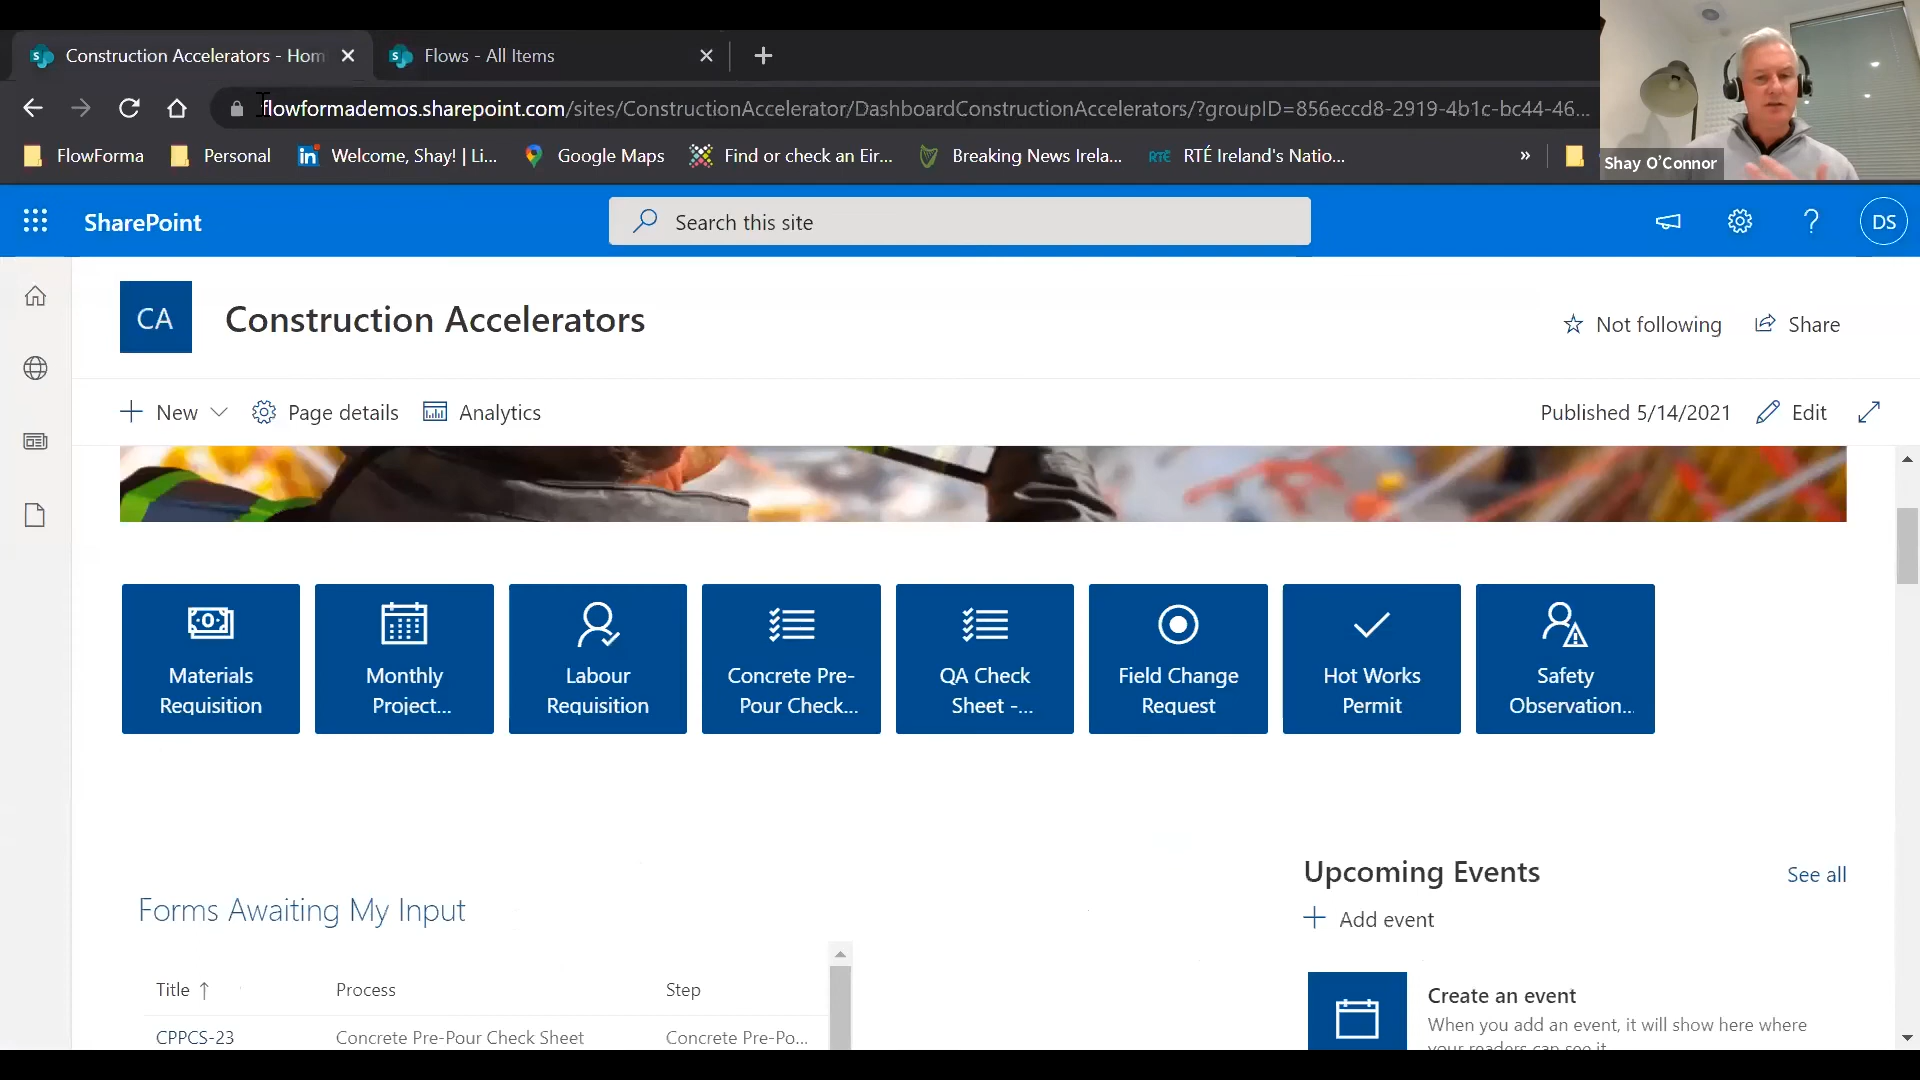 Construction Accelerators - Hom
Flows - All Items
flowformademos.sharepoint.com/sites/ConstructionAccelerator/DashboardConstructionAccelerators/?groupID=856eccd8-2919-4b1c-bc44-46...
FlowForma
Personal
Welcome, Shay! | Li...
Google Maps
Find or check an Eir...
Breaking News Irela...
RTÉ
RTÉ Ireland's Natio...
»
Shay O'Connor
SharePoint
Search this site
DS
CA
Construction Accelerators
Not following
Share
New
Page details
Analytics
Published 5/14/2021
Edit
Materials
Requisition
Monthly
Project...
Labour
Requisition
Concrete Pre-
Pour Check...
QA Check
Sheet -...
Field Change
Request
Hot Works
Permit
Safety
Observation...
Forms Awaiting My Input
Title ↑
Process
Step
CPPCS-23
Concrete Pre-Pour Check Sheet
Concrete Pre-Po...
Upcoming Events
See all
Add event
Create an event
When you add an event, it will show here where
your readers can see it.